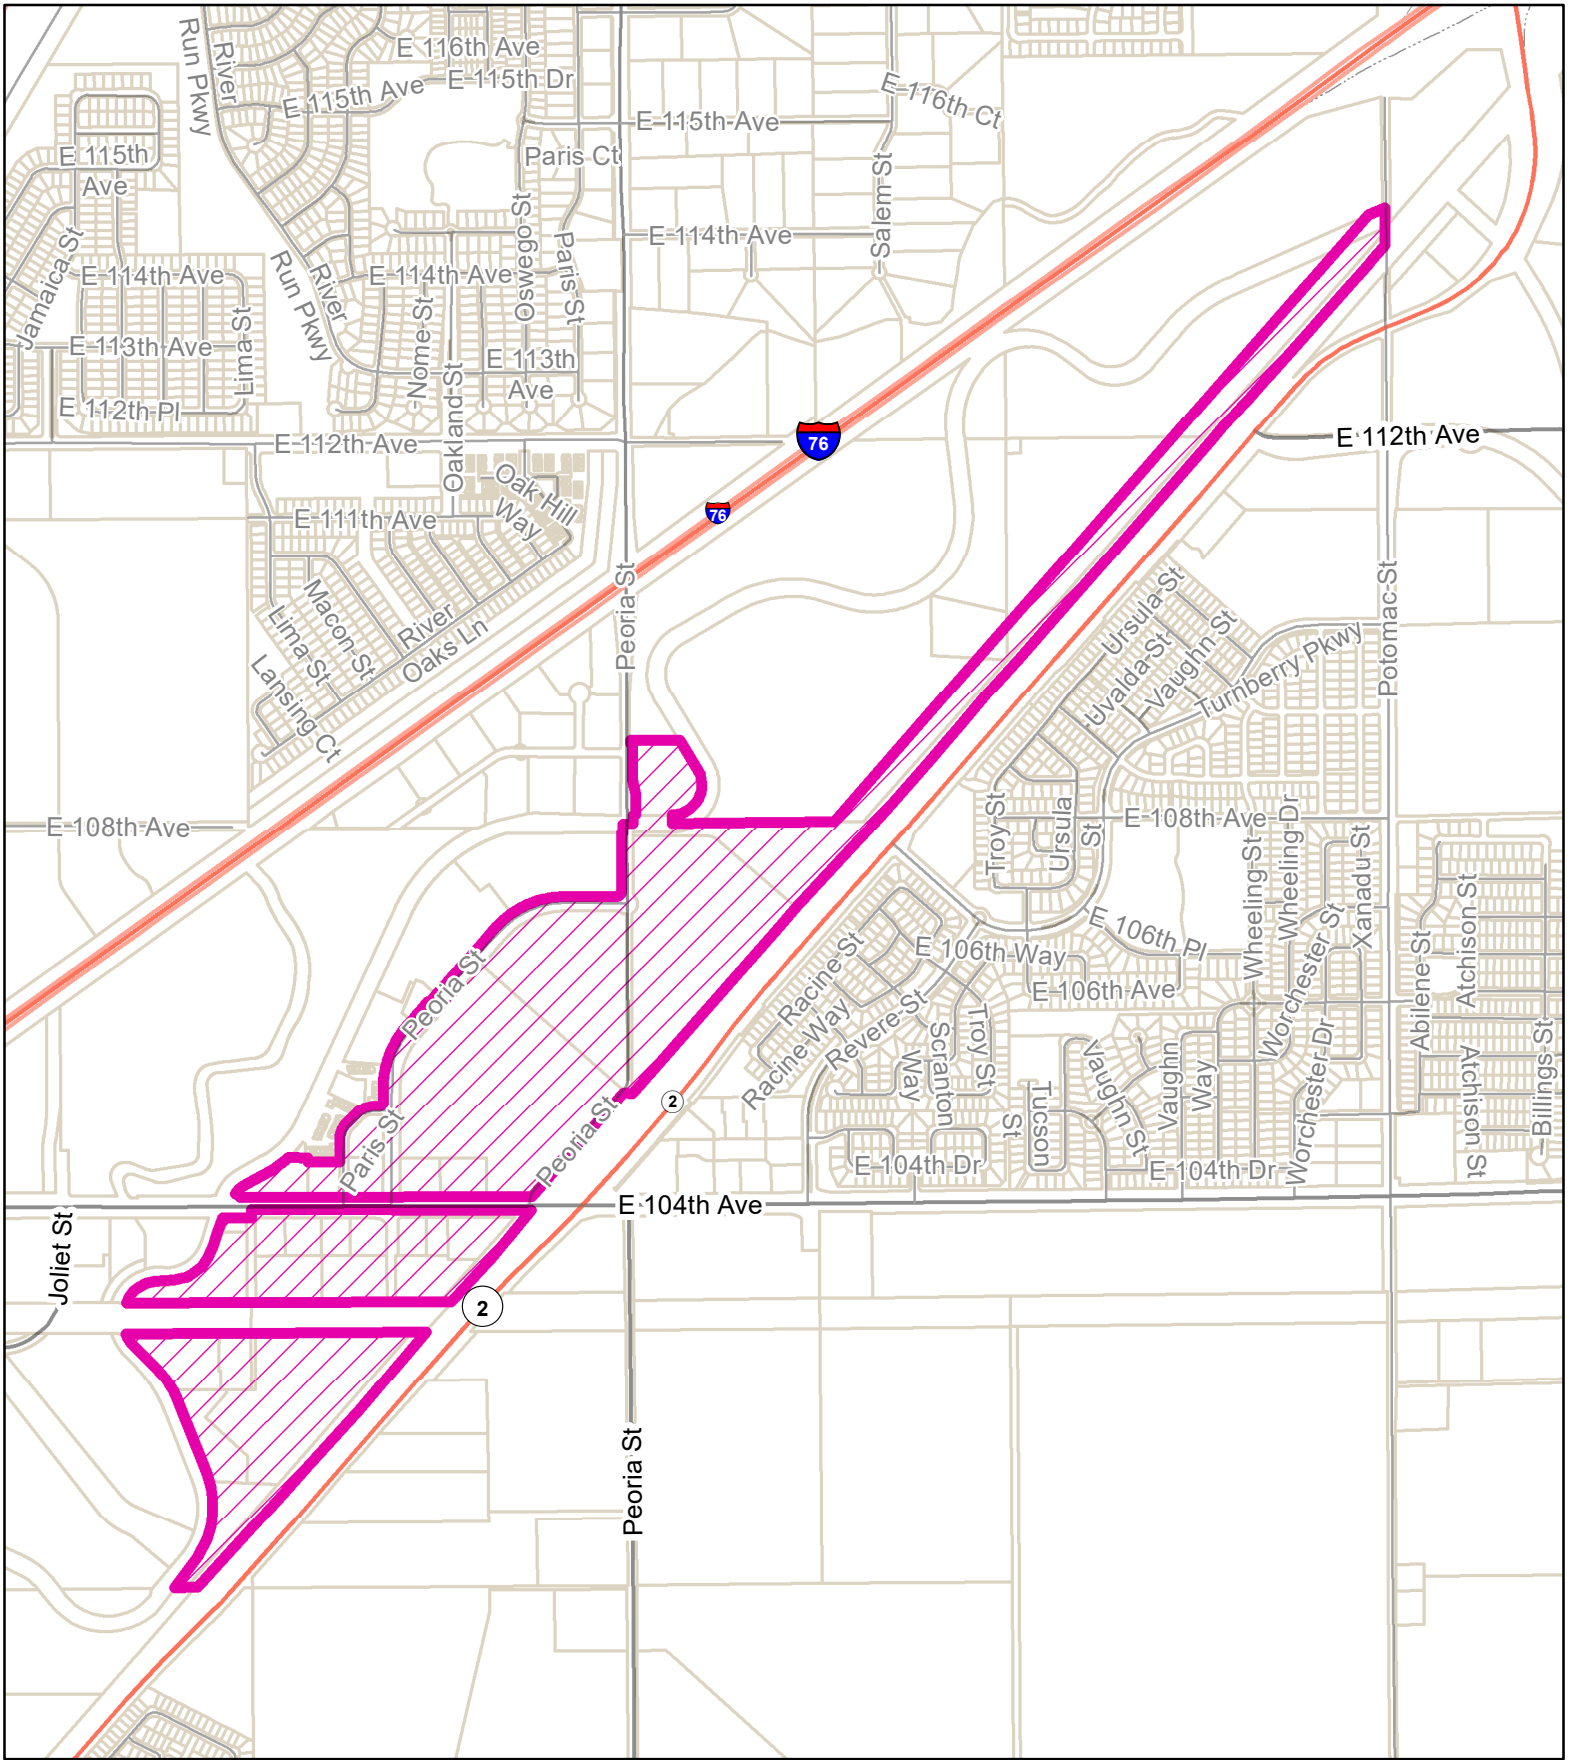 River
Run Pkwy
E 116th Ave
E 115th Ave
E 115th Dr
E 116th Ct
E 115th Ave
E 115th
Ave
Paris Ct
Salem St
Oswego St
Paris St
E 114th Ave
Jamaica St
E 114th Ave
River
Run Pkwy
E 114th Ave
Nome St
E 113th Ave
Lima St
E 113th
Ave
E 112th Pl
Oakland St
E 112th Ave
76
E 112th Ave
Oak Hill
Way
76
E 111th Ave
Peoria St
Potomac St
Macon St
Lima St
River
Oaks Ln
Lansing Ct
Ursula St
Uvalda St
Vaughn St
Turnberry Pkwy
E 108th Ave
Troy St
Ursula
St
E 108th Ave
Wheeling St
Wheeling Dr
Xanadu St
Peoria St
Racine St
Racine Way
E 106th Way
E 106th Pl
E 106th Ave
Revere St
Scranton
Way
Troy St
Worchester St
Worchester Dr
Abilene St
Atchison St
Atchison St
Billings St
Vaughn St
Vaughn
Way
Tucson
St
Paris St
Peoria St
2
E 104th Dr
E 104th Dr
E 104th Ave
Joliet St
2
Peoria St